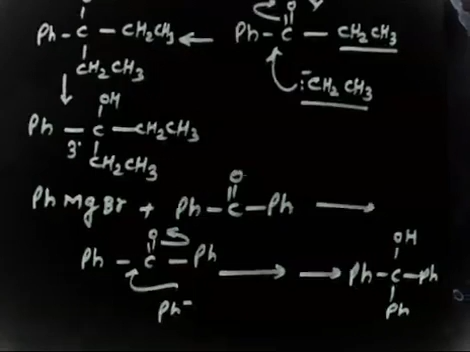 O
Ph - C - CH2CH3 ← Ph - C - CH2CH3
CH2CH3
:-CH2CH3
↓ OH
Ph - C - CH2CH3
3°
CH2CH3
PhMgBr + Ph - C - Ph →
O
Ph - C - Ph → → Ph - C - Ph
O
OH
Ph-
Ph